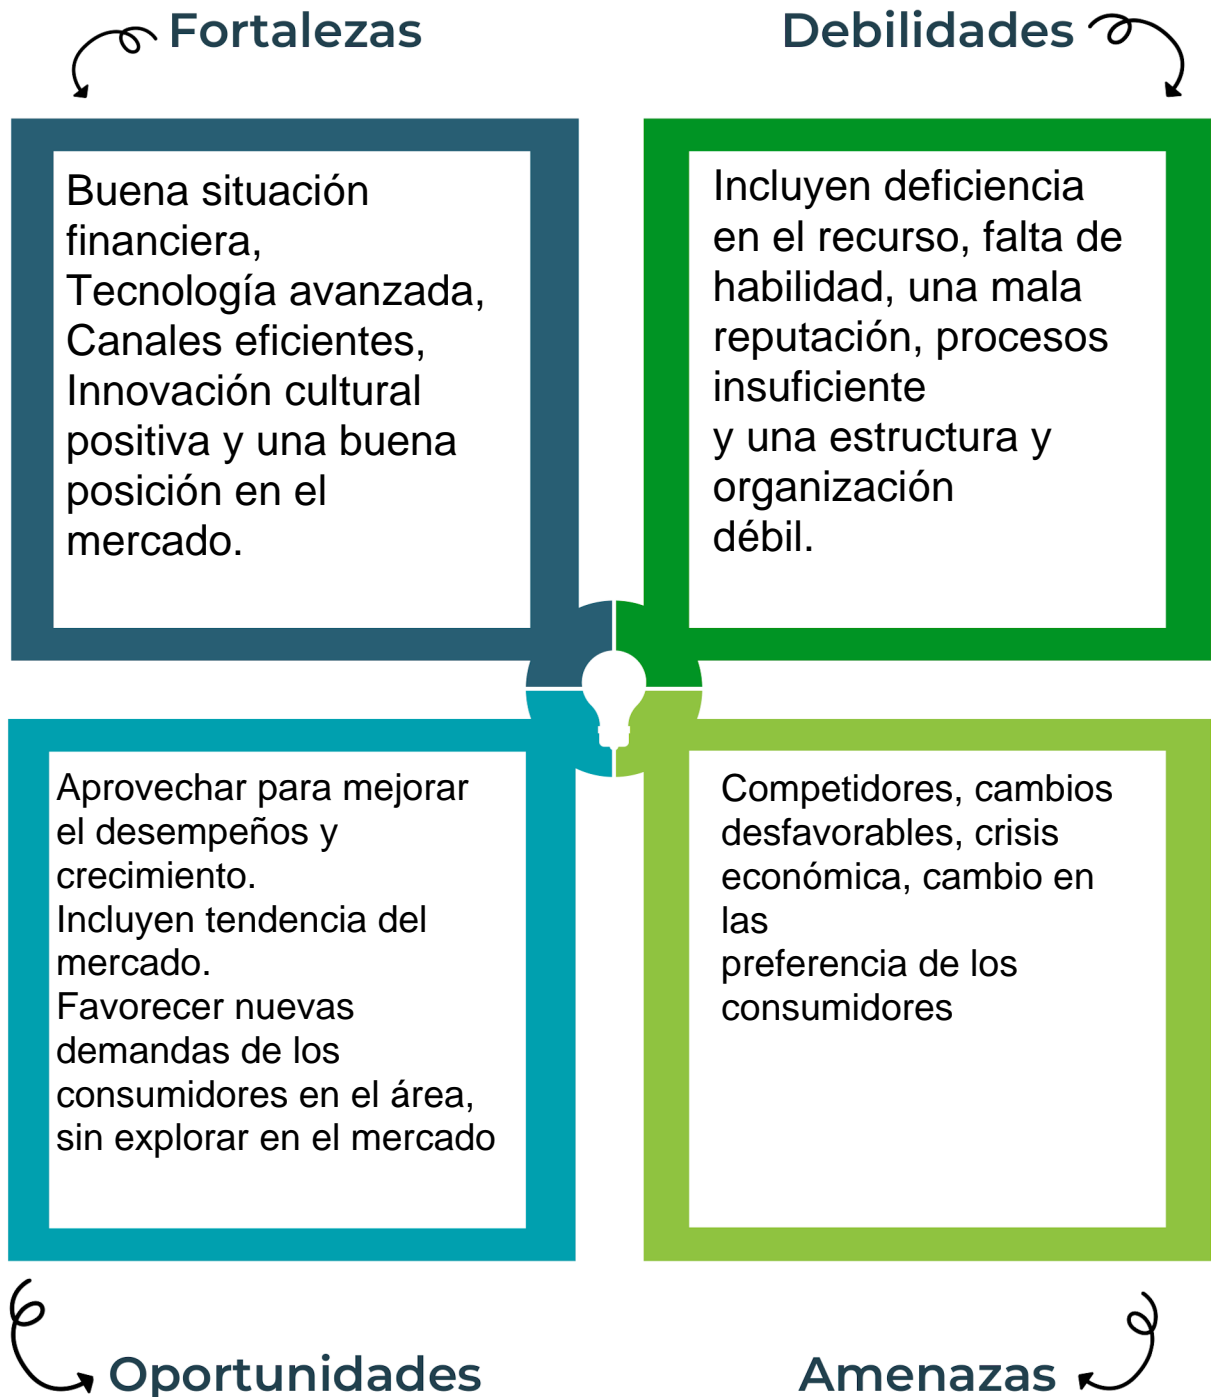 Fortalezas
Buena situación
financiera,
Tecnología avanzada,
Canales eficientes,
Innovación cultural
positiva y una buena
posición en el
mercado.
Debilidades
Incluyen deficiencia
en el recurso, falta de
habilidad, una mala
reputación, procesos
insuficiente
y una estructura y
organización
débil.
Aprovechar para mejorar
el desempeños y
crecimiento.
Incluyen tendencia del
mercado.
Favorecer nuevas
demandas de los
consumidores en el área,
sin explorar en el mercado
Oportunidades
Competidores, cambios
desfavorables, crisis
económica, cambio en
las
preferencia de los
consumidores
Amenazas